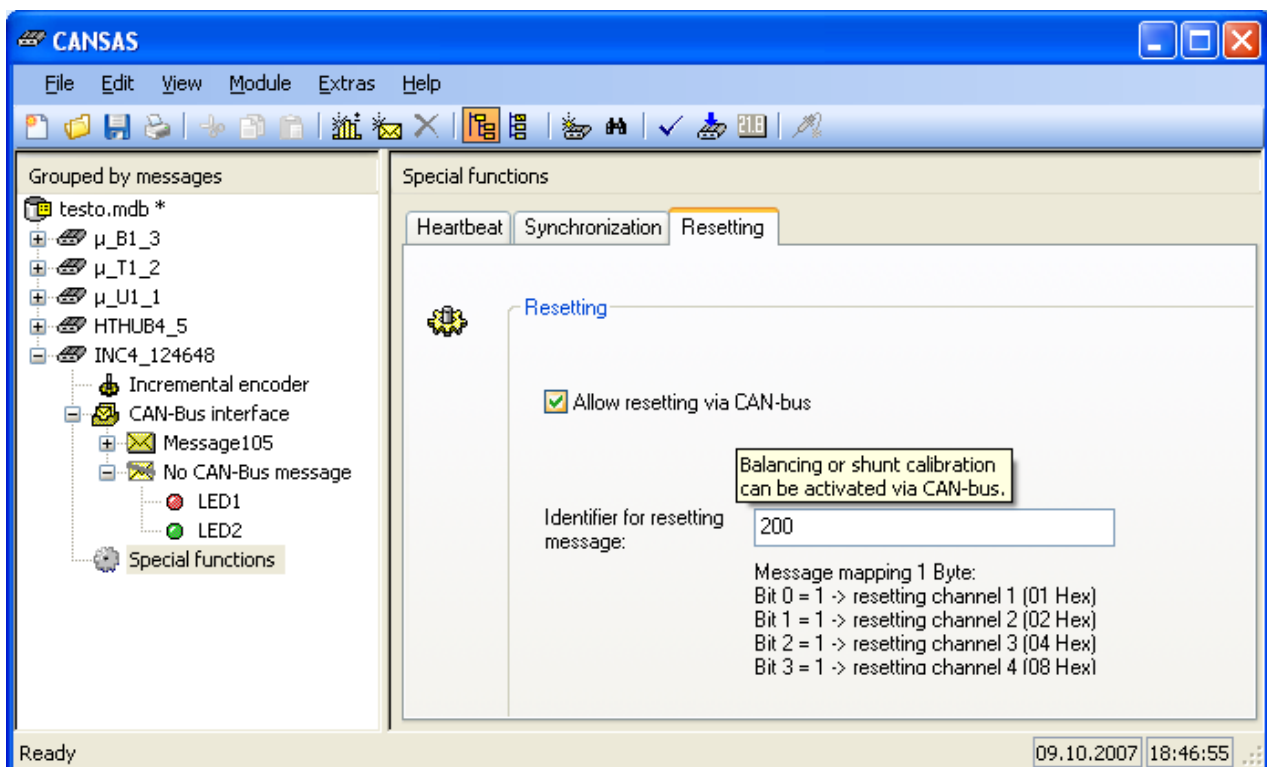 CANSAS
File Edit View Module Extras Help
Grouped by messages
testo.mdb *
µ_B1_3
µ_T1_2
µ_U1_1
HTHUB4_5
INC4_124648
Incremental encoder
CAN-Bus interface
Message105
No CAN-Bus message
LED1
LED2
Special functions
Special functions
Heartbeat Synchronization Resetting
Resetting
Allow resetting via CAN-bus
Balancing or shunt calibration
can be activated via CAN-bus.
Identifier for resetting
message:
200
Message mapping 1 Byte:
Bit 0 = 1 -> resetting channel 1 (01 Hex)
Bit 1 = 1 -> resetting channel 2 (02 Hex)
Bit 2 = 1 -> resetting channel 3 (04 Hex)
Bit 3 = 1 -> resetting channel 4 (08 Hex)
Ready
09.10.2007 18:46:55